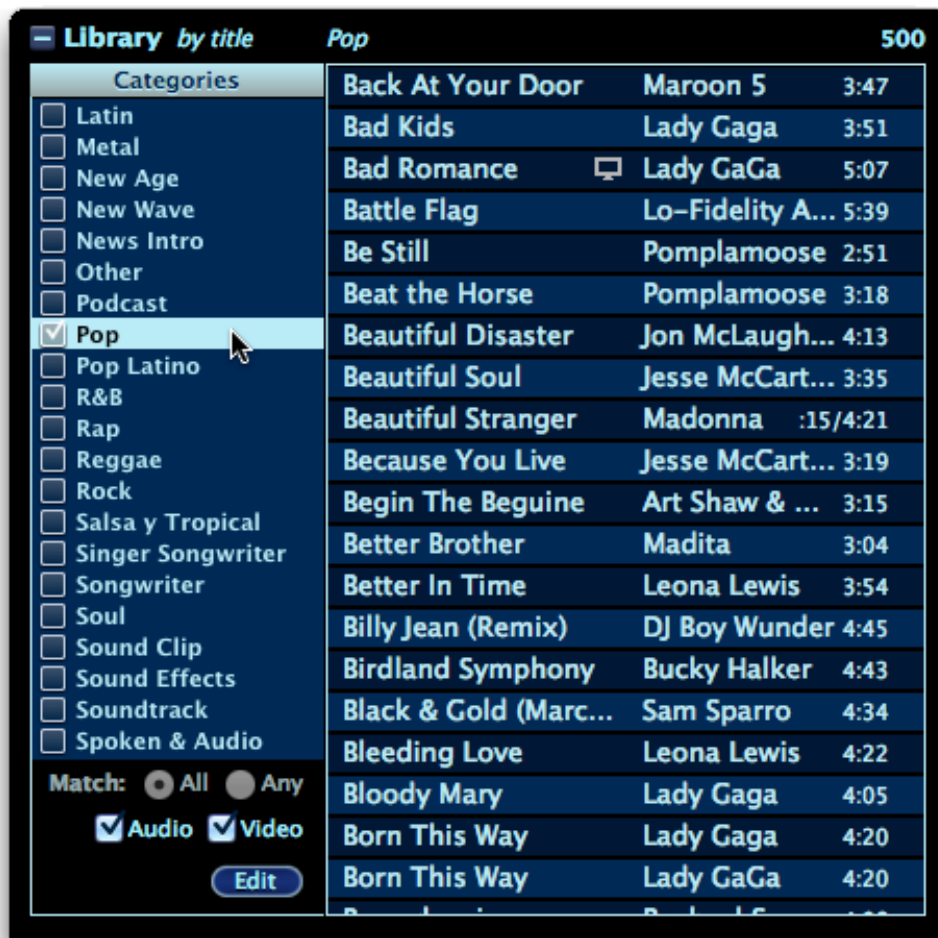 Library by title Pop 500
Categories
Latin
Metal
New Age
New Wave
News Intro
Other
Podcast
Pop
Pop Latino
R&B
Rap
Reggae
Rock
Salsa y Tropical
Singer Songwriter
Songwriter
Soul
Sound Clip
Sound Effects
Soundtrack
Spoken & Audio
Match: All Any
Audio Video
Edit
Back At Your Door Maroon 5 3:47
Bad Kids Lady Gaga 3:51
Bad Romance Lady GaGa 5:07
Battle Flag Lo-Fidelity A... 5:39
Be Still Pomplamoose 2:51
Beat the Horse Pomplamoose 3:18
Beautiful Disaster Jon McLaugh... 4:13
Beautiful Soul Jesse McCart... 3:35
Beautiful Stranger Madonna :15/4:21
Because You Live Jesse McCart... 3:19
Begin The Beguine Art Shaw & ... 3:15
Better Brother Madita 3:04
Better In Time Leona Lewis 3:54
Billy Jean (Remix) DJ Boy Wunder 4:45
Birdland Symphony Bucky Halker 4:43
Black & Gold (Marc... Sam Sparro 4:34
Bleeding Love Leona Lewis 4:22
Bloody Mary Lady Gaga 4:05
Born This Way Lady Gaga 4:20
Born This Way Lady GaGa 4:20